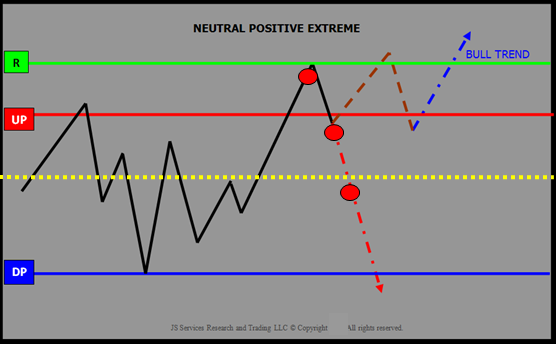 NEUTRAL POSITIVE EXTREME
R
BULL TREND
UP
DP
JS Services Research and Trading LLC © Copyright All rights reserved.